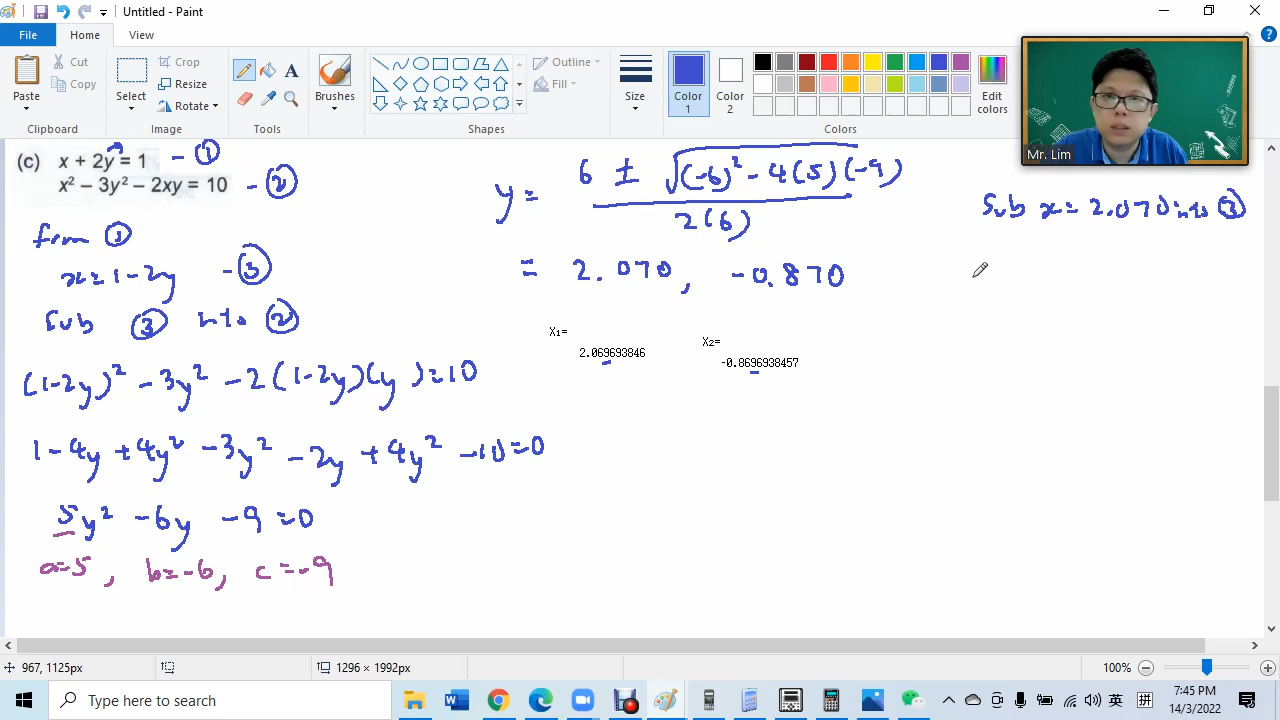 Untitled - Paint
File Home View
Paste
Cut
Copy
Clipboard
Select
Crop
Resize
Rotate
Image
Tools
Brushes
Outline
Fill
Shapes
Size
Color 1
Color 2
Edit colors
Colors
Mr. Lim
(c) x + 2y = 1 - ①
x² − 3y² − 2xy = 10 - ②
from ①
x = 1 - 2y - ③
Sub ③ into ②
(1-2y)² - 3y² - 2(1-2y)(y) = 10
1 - 4y + 4y² - 3y² - 2y + 4y² - 10 = 0
5y² - 6y - 9 = 0
a=5, b=-6, c=-9
y = 6 ± √(-6)² - 4(5)(-9)
2(6)
= 2.070, -0.870
X₁=
2.069693846
X₂=
-0.8696938457
Sub x = 2.070 into ③
967, 1125px
1296 × 1992px
100%
Type here to search
英
拼
7:45 PM
14/3/2022